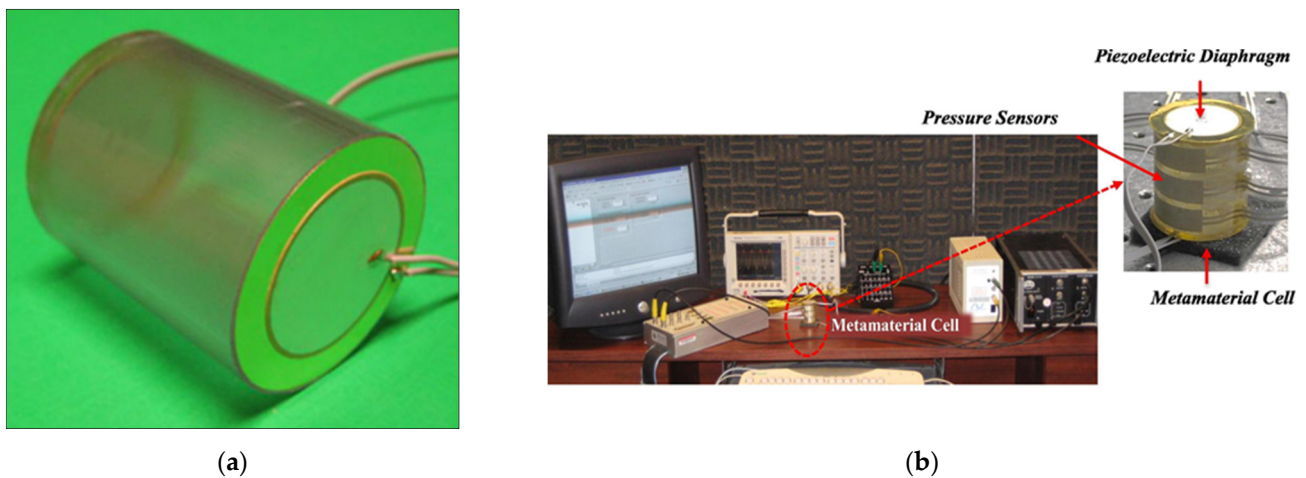 Piezoelectric Diaphragm
Pressure Sensors
Metamaterial Cell
Metamaterial Cell
(a)
(b)